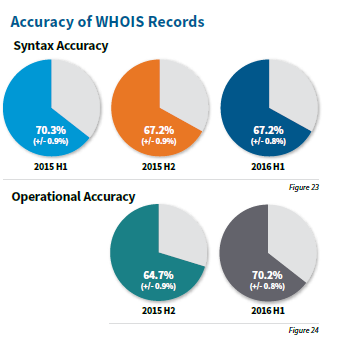 Accuracy of WHOIS Records
Syntax Accuracy
70.3%
(+/- 0.9%)
2015 H1
67.2%
(+/- 0.9%)
2015 H2
67.2%
(+/- 0.8%)
2016 H1
Figure 23
Operational Accuracy
64.7%
(+/- 0.9%)
2015 H2
70.2%
(+/- 0.8%)
2016 H1
Figure 24